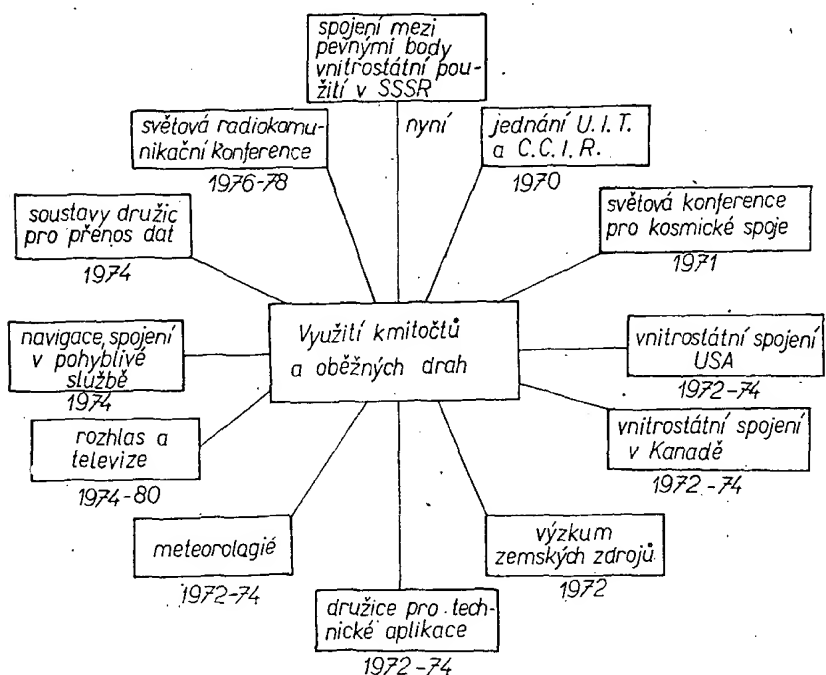 spojení mezi
pevnými body
vnitrostátní pou-
žití v SSSR
nyní
jednání U.I.T.
a C.C.I.R.
1970
světová konference
pro kosmické spoje
1971
vnitrostátní spojení
USA
1972-74
vnitrostátní spojení
v Kanadě
1972-74
výzkum
zemských zdrojů
1972
družice pro tech-
nické aplikace
1972-74
meteorologié
1972-74
rozhlas a
televize
1974-80
navigace, spojení
v pohyblivé
službě
1974
soustavy družic
pro přenos dat
1974
světová radiokomu-
nikační konference
1976-78
Využití kmitočtů
a oběžných drah